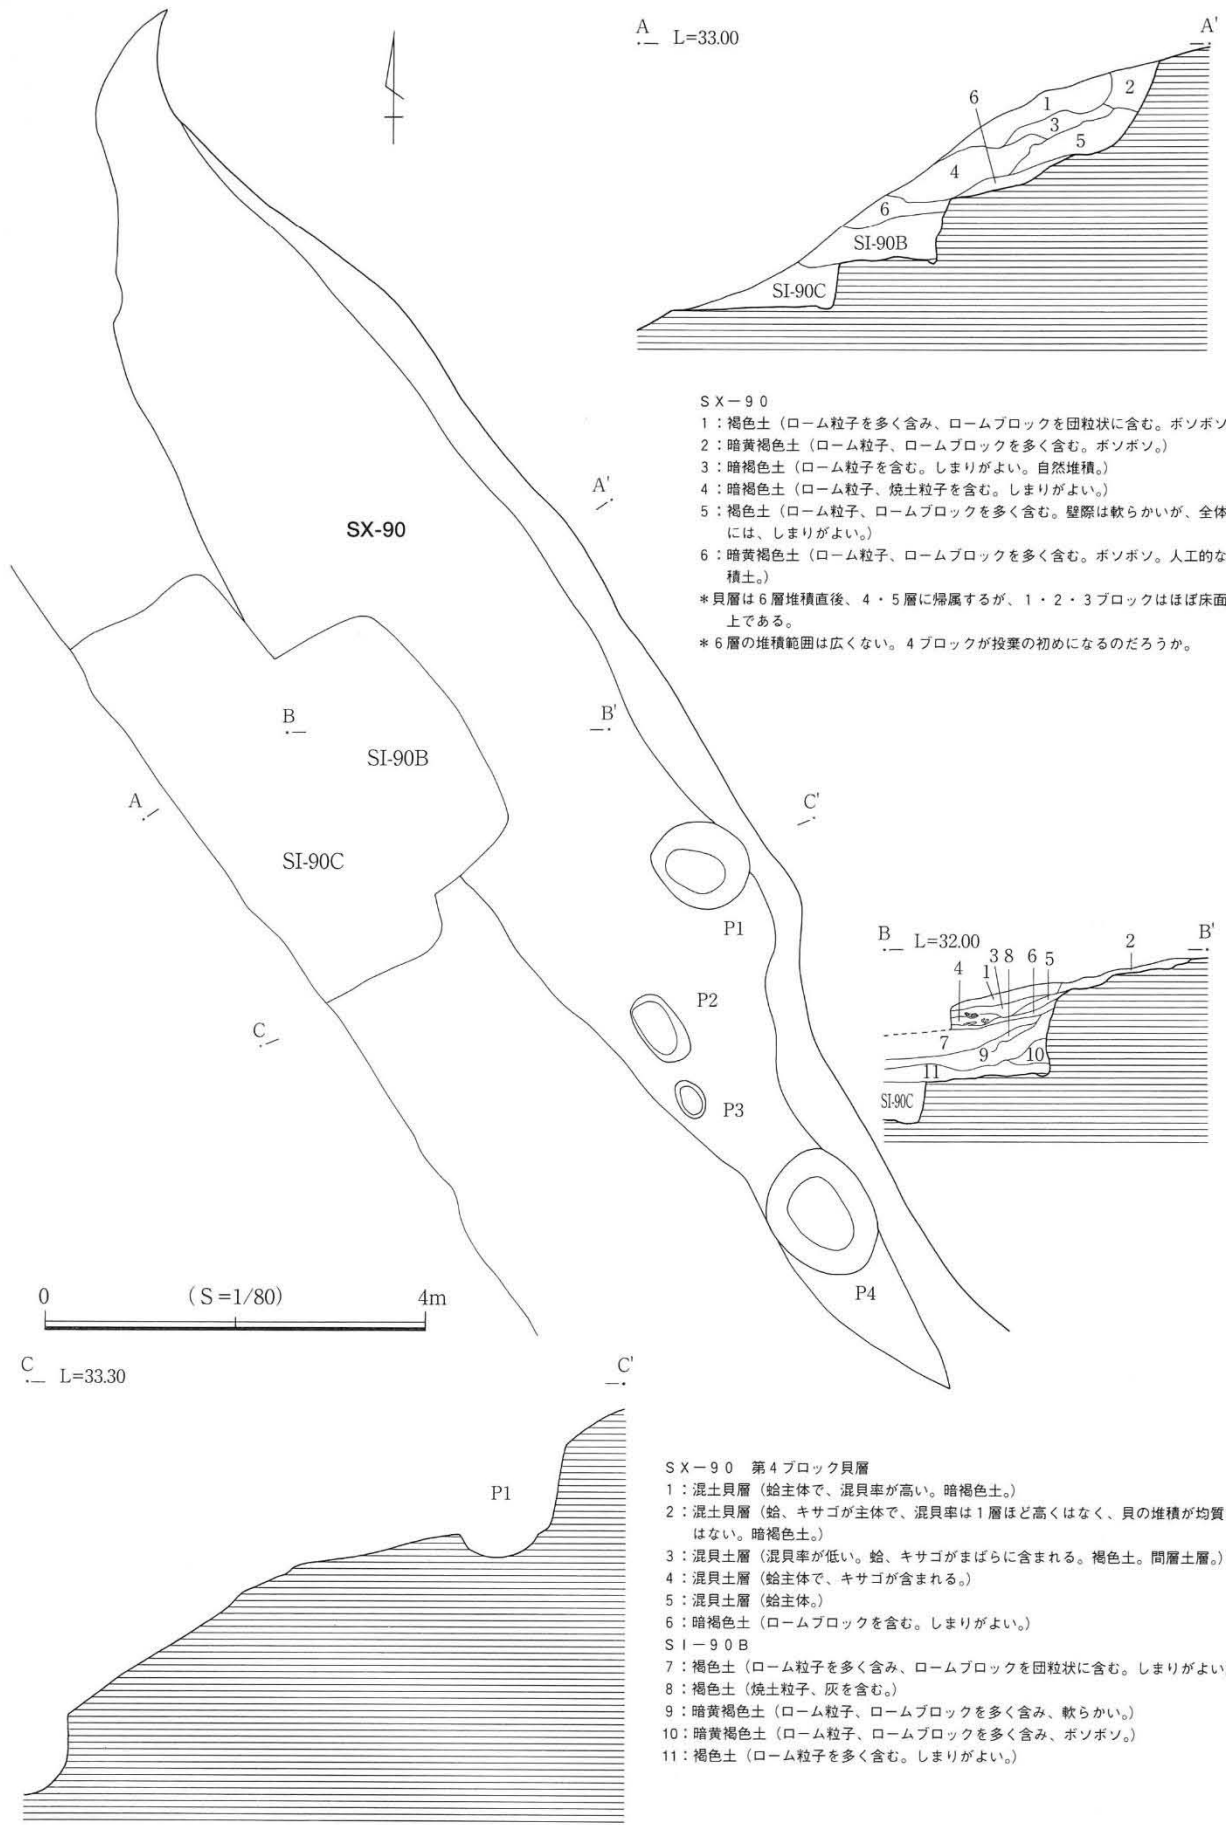 A L=33.00 A'
1
2
6
3
5
4
6
SI-90B
SI-90C
SX-90
1：褐色土（ローム粒子を多く含み、ロームブロックを団粒状に含む。ボソボソ
2：暗黄褐色土（ローム粒子、ロームブロックを多く含む。ボソボソ。）
3：暗褐色土（ローム粒子を含む。しまりがよい。自然堆積。）
4：暗褐色土（ローム粒子、焼土粒子を含む。しまりがよい。）
5：褐色土（ローム粒子、ロームブロックを多く含む。壁際は軟らかいが、全体
には、しまりがよい。）
6：暗黄褐色土（ローム粒子、ロームブロックを多く含む。ボソボソ。人工的な
積土。）
＊貝層は6層堆積直後、4・5層に帰属するが、1・2・3ブロックはほぼ床面
上である。
＊6層の堆積範囲は広くない。4ブロックが投棄の初めになるのだろうか。
A'
SX-90
B B'
SI-90B
A C'
SI-90C
P1
P2
C
P3
P4
B L=32.00 B'
2
3 8 6 5
4 1
7
9 10
11
SI-90C
0 (S=1/80) 4m
C L=33.30 C'
P1
SX－90　第4ブロック貝層
1：混土貝層（蛤主体で、混貝率が高い。暗褐色土。）
2：混土貝層（蛤、キサゴが主体で、混貝率は1層ほど高くはなく、貝の堆積が均質
はない。暗褐色土。）
3：混貝土層（混貝率が低い。蛤、キサゴがまばらに含まれる。褐色土。間層土層。）
4：混貝土層（蛤主体で、キサゴが含まれる。）
5：混貝土層（蛤主体。）
6：暗褐色土（ロームブロックを含む。しまりがよい。）
SI－90B
7：褐色土（ローム粒子を多く含み、ロームブロックを団粒状に含む。しまりがよい
8：褐色土（焼土粒子、灰を含む。）
9：暗黄褐色土（ローム粒子、ロームブロックを多く含み、軟らかい。）
10：暗黄褐色土（ローム粒子、ロームブロックを多く含み、ボソボソ。）
11：褐色土（ローム粒子を多く含む。しまりがよい。）